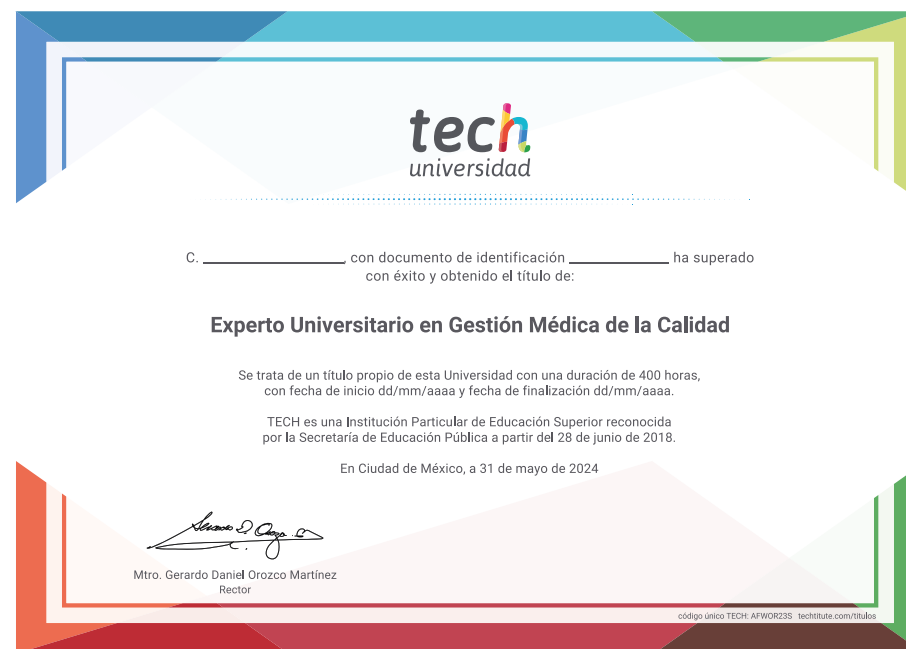 tech
universidad
C. ____________, con documento de identificación ____________ ha superado
con éxito y obtenido el título de:
Experto Universitario en Gestión Médica de la Calidad
Se trata de un título propio de esta Universidad con una duración de 400 horas,
con fecha de inicio dd/mm/aaaa y fecha de finalización dd/mm/aaaa.
TECH es una Institución Particular de Educación Superior reconocida
por la Secretaría de Educación Pública a partir del 28 de junio de 2018.
En Ciudad de México, a 31 de mayo de 2024
Mtro. Gerardo Daniel Orozco Martínez
Rector
código único TECH: AFWOR23S techtitute.com/titulos